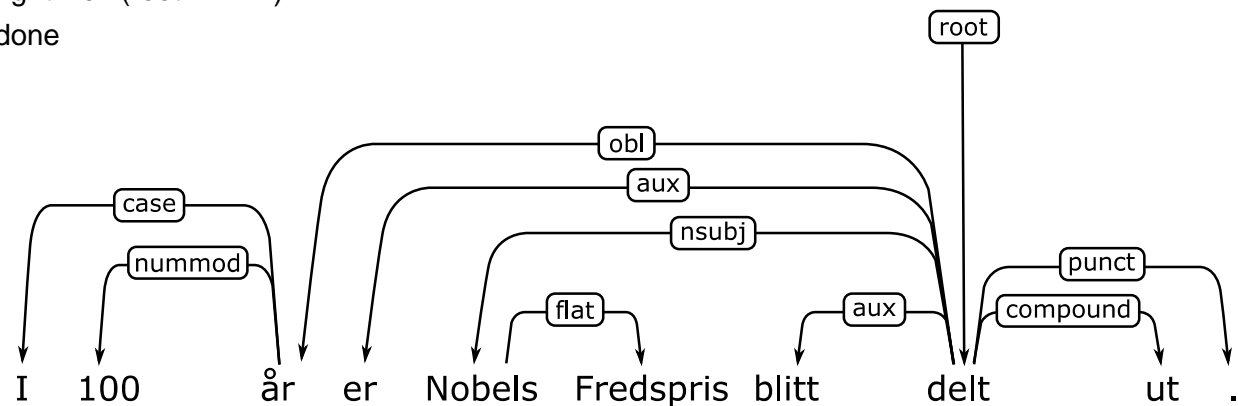 done
root
obl
aux
case
nsubj
nummod
punct
flat
aux
compound
I 100 år er Nobels Fredspris blitt delt ut .